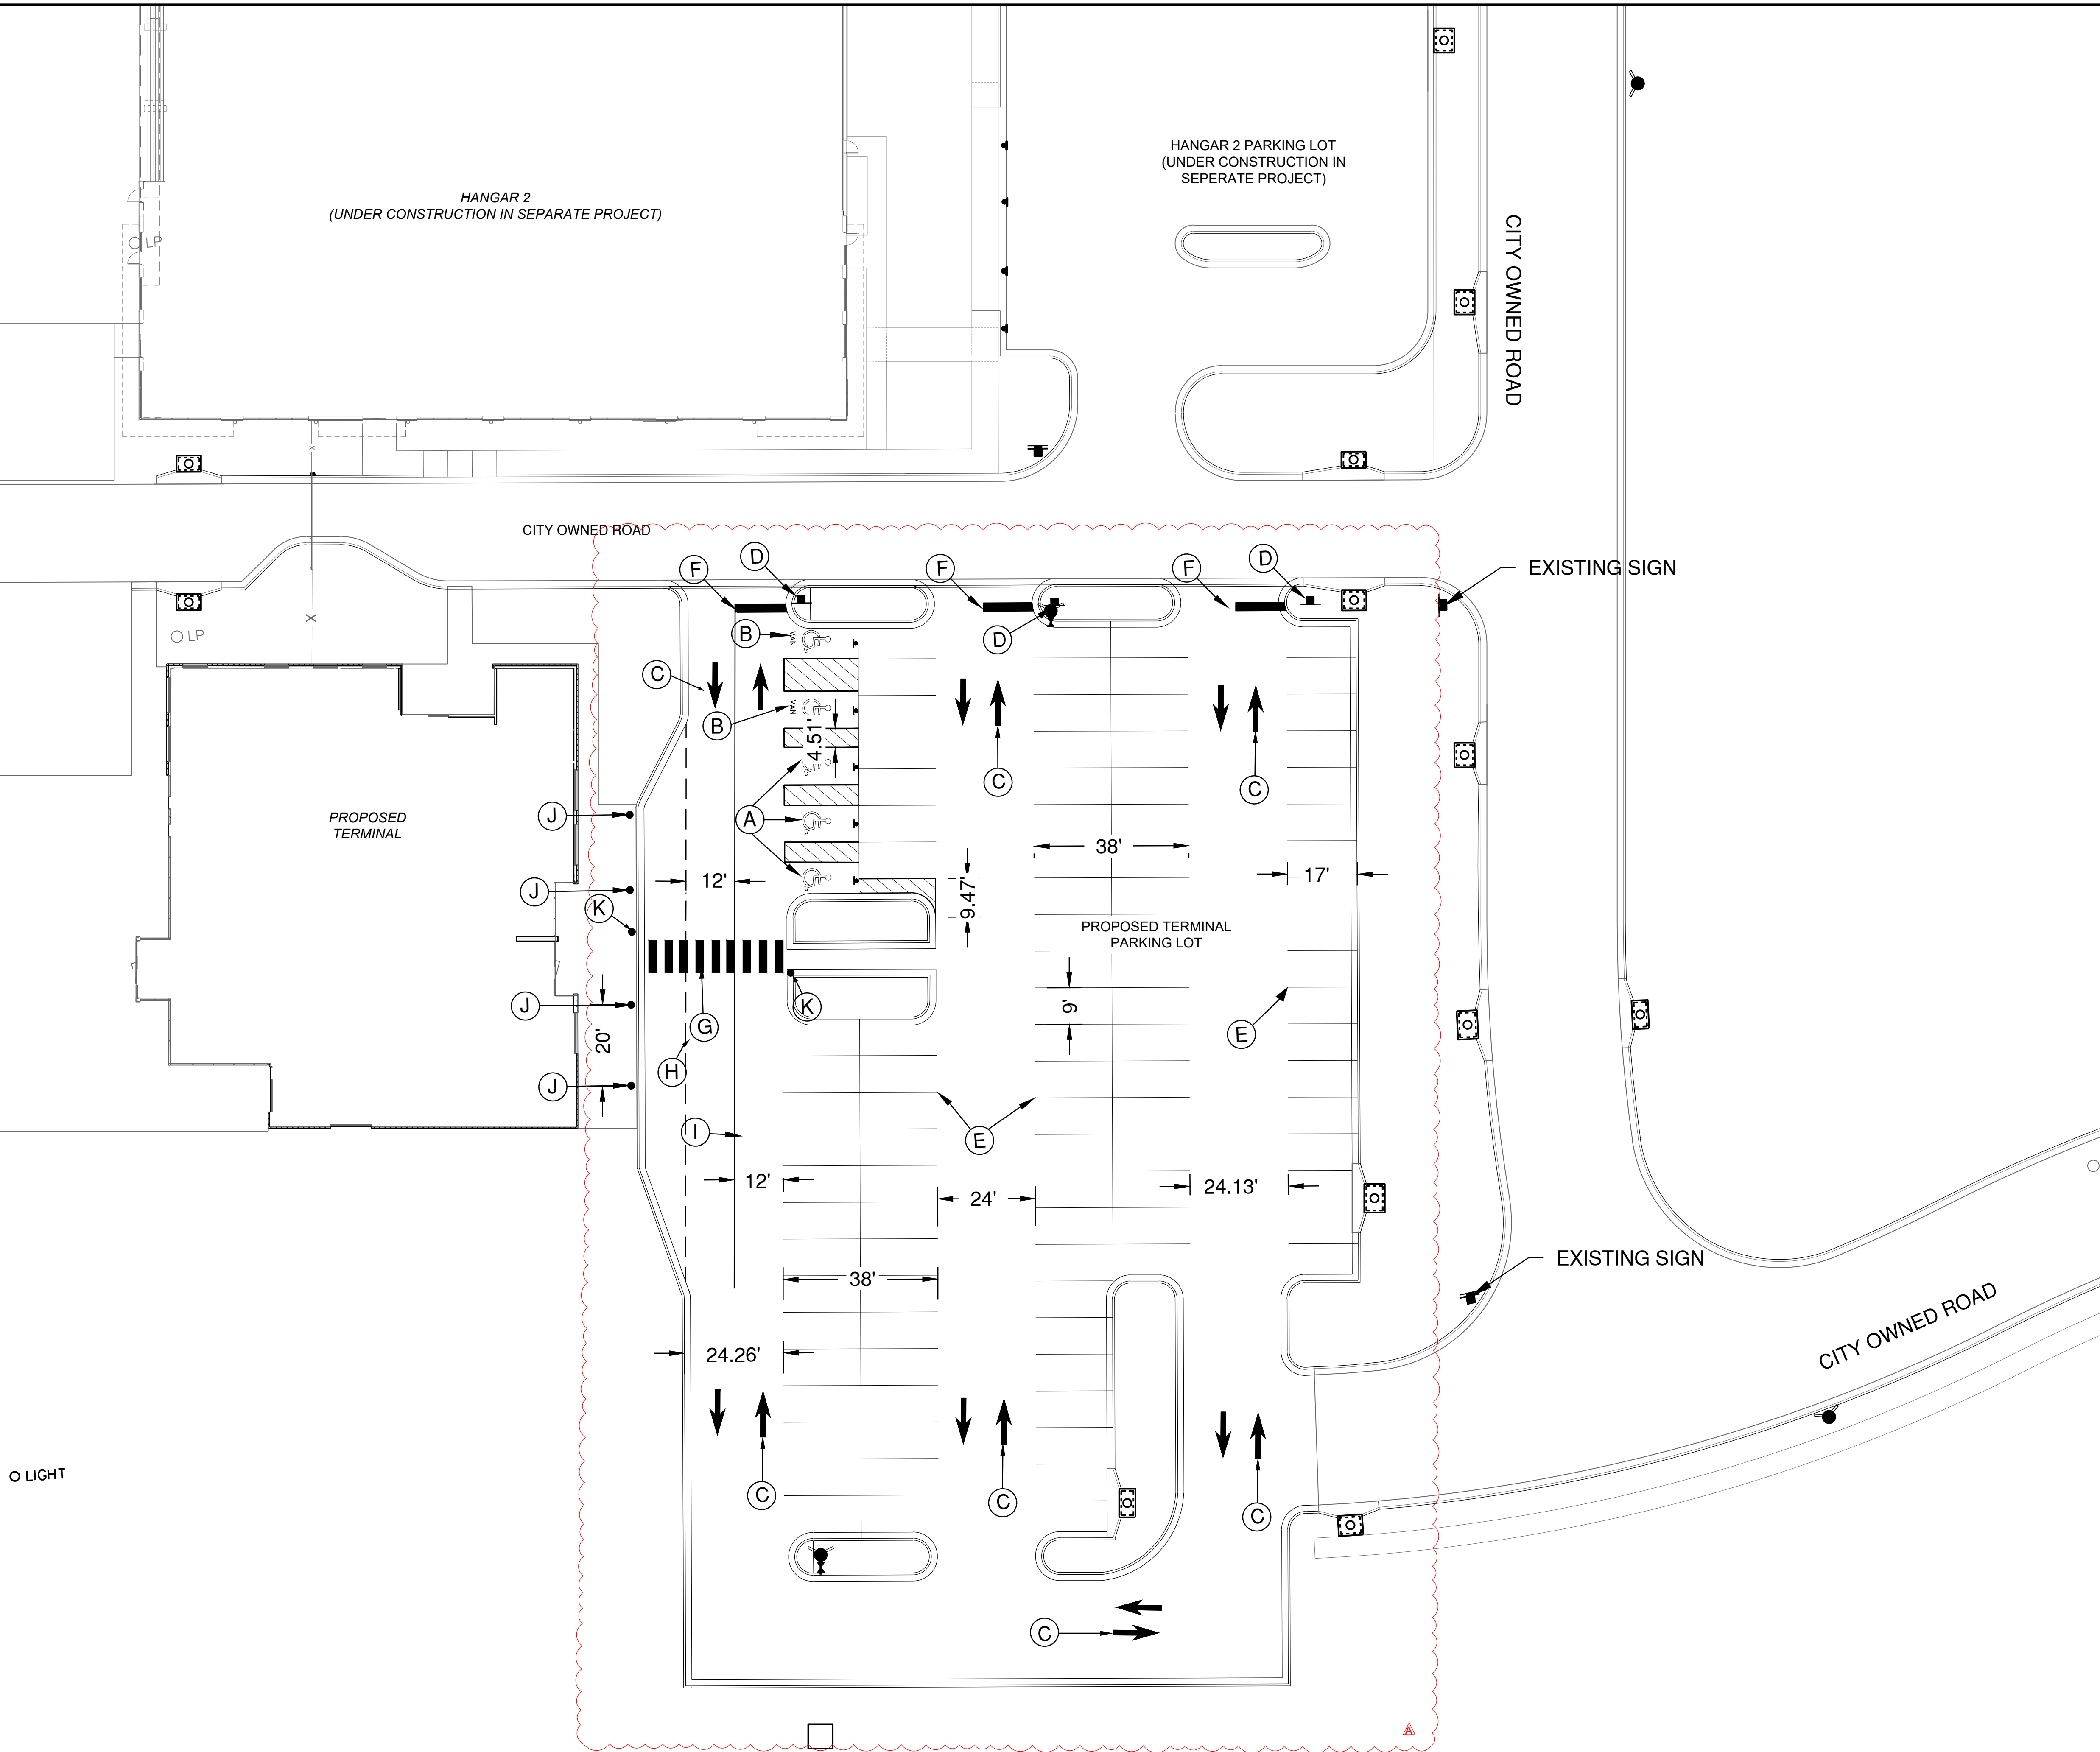 HANGAR 2
(UNDER CONSTRUCTION IN SEPARATE PROJECT)
HANGAR 2 PARKING LOT
(UNDER CONSTRUCTION IN
SEPERATE PROJECT)
CITY OWNED ROAD
LP
X
CITY OWNED ROAD
EXISTING SIGN
F
D
F
F
D
LP
X
B
VAN
D
C
B
VAN
4.51'
C
C
PROPOSED
TERMINAL
J
A
38'
12'
17'
J
K
9.47'
PROPOSED TERMINAL
PARKING LOT
J
K
G
9'
E
20'
H
J
I
E
12'
24'
24.13'
EXISTING SIGN
38'
CITY OWNED ROAD
24.26'
LIGHT
C
C
C
C
A